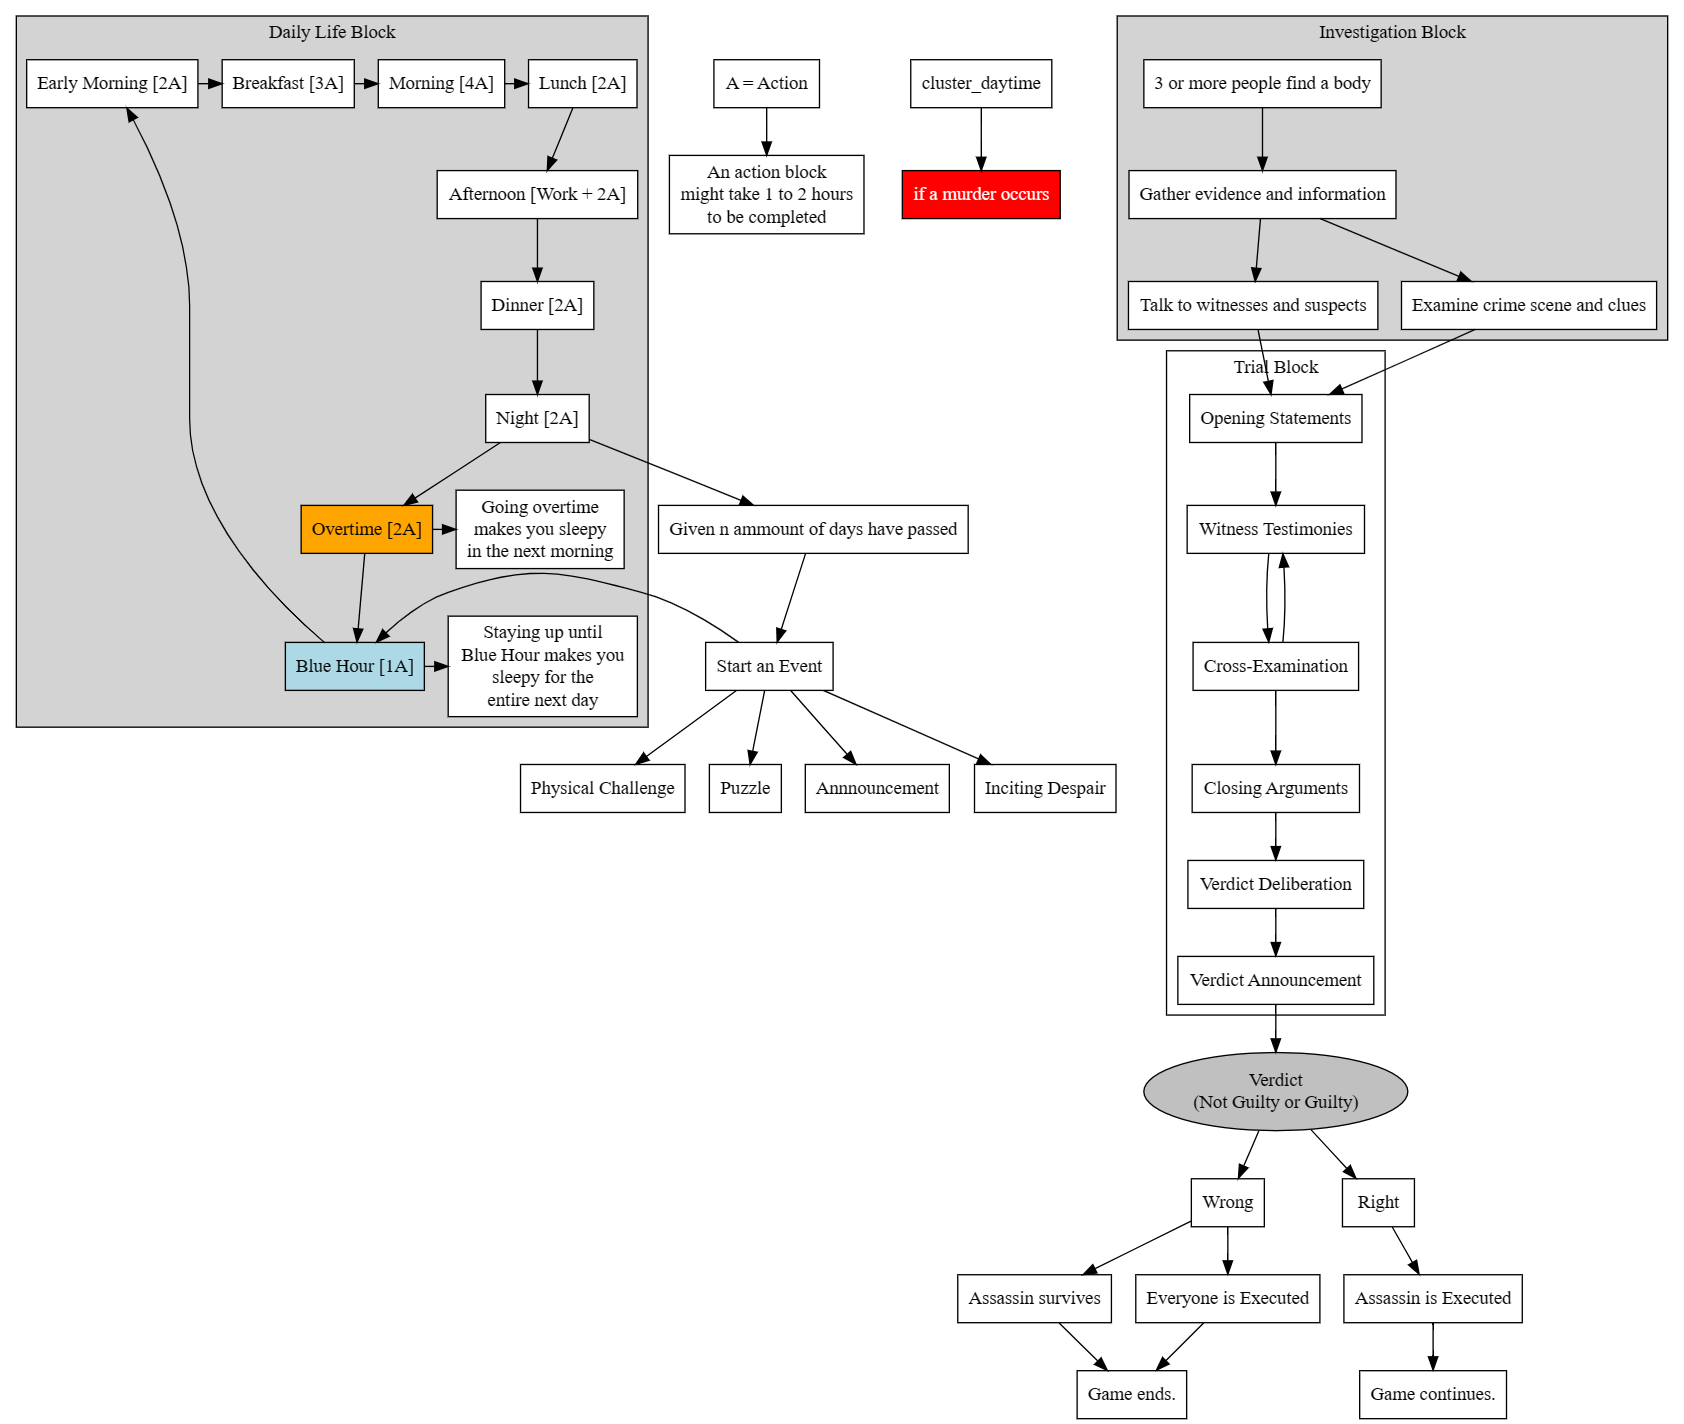 Daily Life Block
Early Morning [2A]
Breakfast [3A]
Morning [4A]
Lunch [2A]
Afternoon [Work + 2A]
Dinner [2A]
Night [2A]
Overtime [2A]
Going overtime
makes you sleepy
in the next morning
Blue Hour [1A]
Staying up until
Blue Hour makes you
sleepy for the
entire next day
A = Action
An action block
might take 1 to 2 hours
to be completed
cluster_daytime
if a murder occurs
Given n ammount of days have passed
Start an Event
Physical Challenge
Puzzle
Annnouncement
Inciting Despair
Investigation Block
3 or more people find a body
Gather evidence and information
Talk to witnesses and suspects
Examine crime scene and clues
Trial Block
Opening Statements
Witness Testimonies
Cross-Examination
Closing Arguments
Verdict Deliberation
Verdict Announcement
Verdict
(Not Guilty or Guilty)
Wrong
Right
Assassin survives
Everyone is Executed
Assassin is Executed
Game ends.
Game continues.